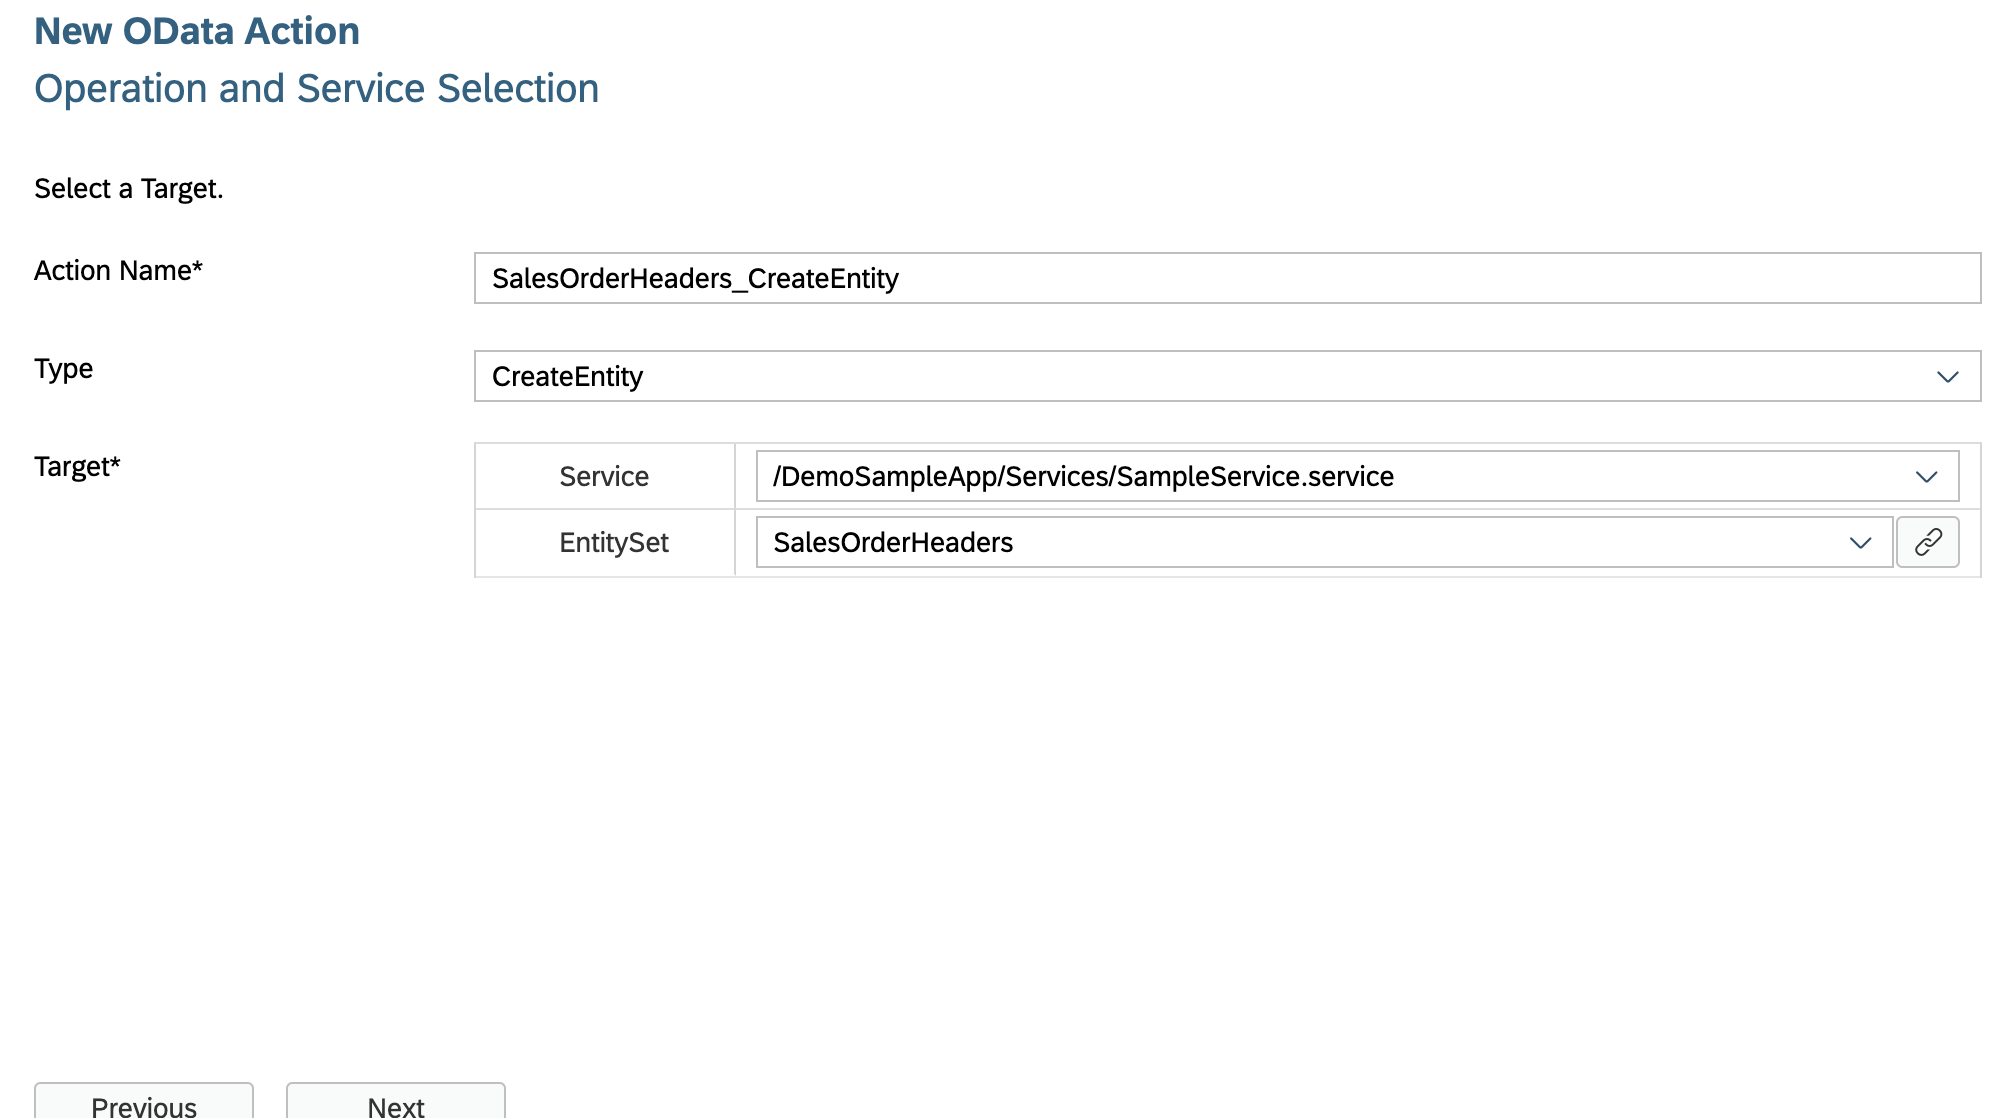 New OData Action
Operation and Service Selection
Select a Target.
Action Name*
SalesOrderHeaders_CreateEntity
Type
CreateEntity
Target*
Service
/DemoSampleApp/Services/SampleService.service
EntitySet
SalesOrderHeaders
Previous
Next